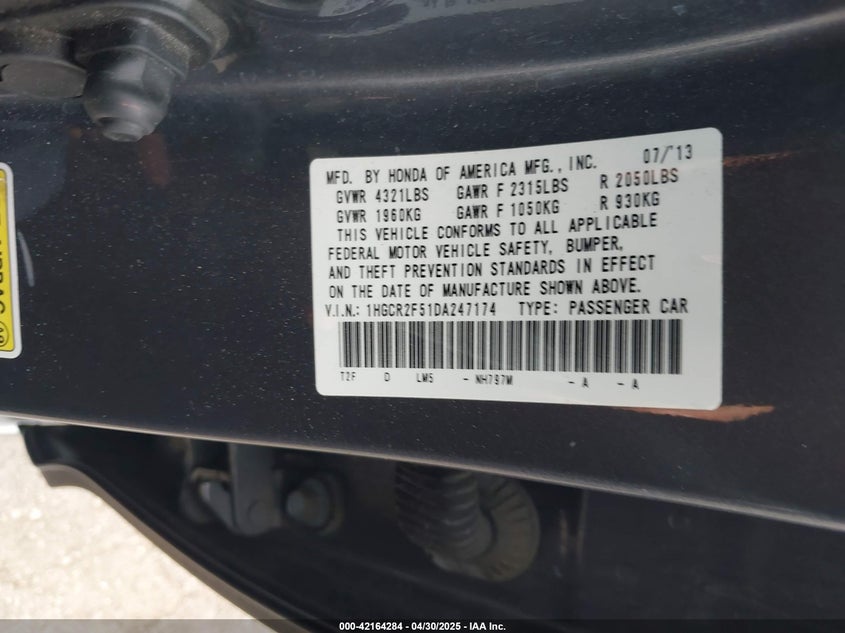 MFD. BY HONDA OF AMERICA MFG., INC. 07/'13
GVWR 4321LBS GAWR F 2315LBS R 2050LBS
GVWR 1960KG GAWR F 1050KG R 930KG
THIS VEHICLE CONFORMS TO ALL APPLICABLE
FEDERAL MOTOR VEHICLE SAFETY, BUMPER,
AND THEFT PREVENTION STANDARDS IN EFFECT
ON THE DATE OF MANUFACTURE SHOWN ABOVE.
V.I.N.: 1HGCR2F51DA247174 TYPE: PASSENGER CAR
T2F D LM5 - NH797M - A - A
000-42164284 - 04/30/2025 - IAA Inc.